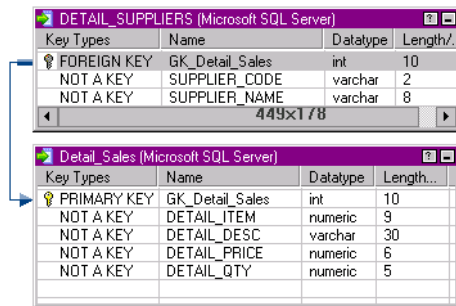 DETAIL_SUPPLIERS (Microsoft SQL Server)
Key Types Name Datatype Length/.
FOREIGN KEY GK_Detail_Sales int 10
NOT A KEY SUPPLIER_CODE varchar 2
NOT A KEY SUPPLIER_NAME varchar 8
449x178
Detail_Sales (Microsoft SQL Server)
Key Types Name Datatype Length...
PRIMARY KEY GK_Detail_Sales int 10
NOT A KEY DETAIL_ITEM numeric 9
NOT A KEY DETAIL_DESC varchar 30
NOT A KEY DETAIL_PRICE numeric 6
NOT A KEY DETAIL_QTY numeric 5